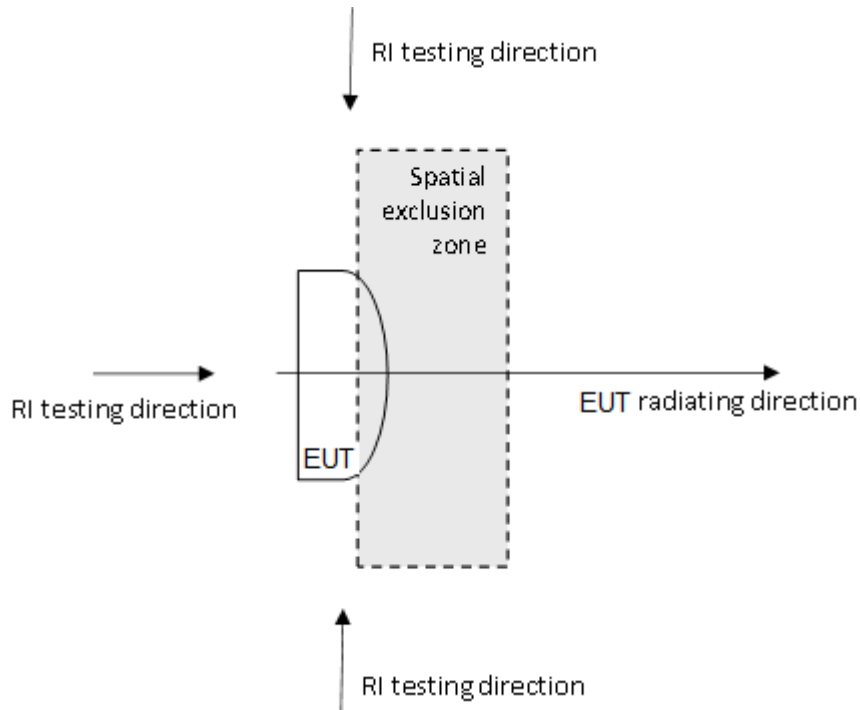 RI testing direction
Spatial
exclusion
zone
RI testing direction
EUT radiating direction
EUT
RI testing direction